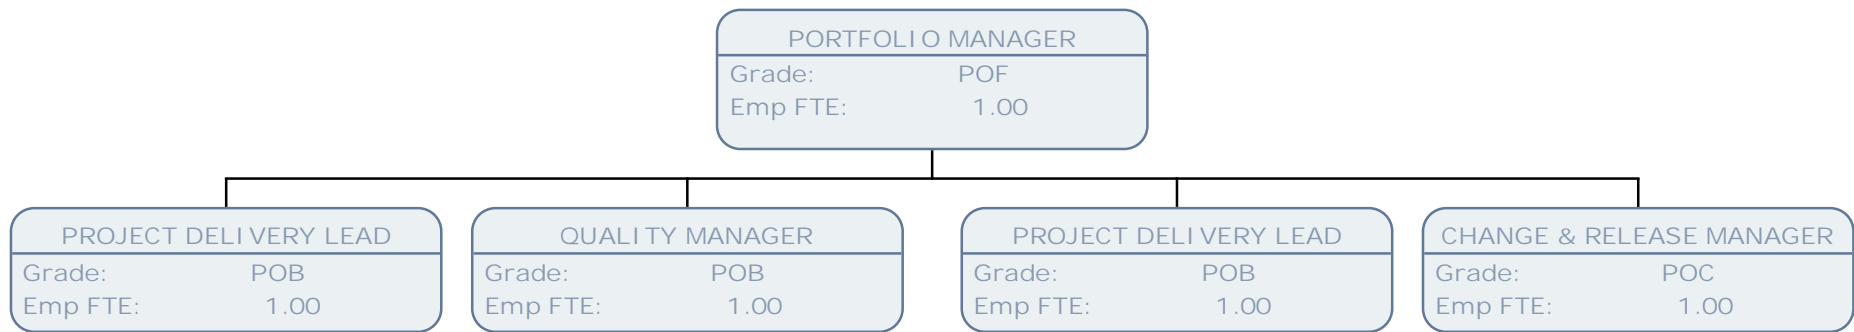 PORTFOLIO MANAGER
Grade: POF
Emp FTE: 1.00
PROJECT DELIVERY LEAD
Grade: POB
Emp FTE: 1.00
QUALITY MANAGER
Grade: POB
Emp FTE: 1.00
PROJECT DELIVERY LEAD
Grade: POB
Emp FTE: 1.00
CHANGE & RELEASE MANAGER
Grade: POC
Emp FTE: 1.00